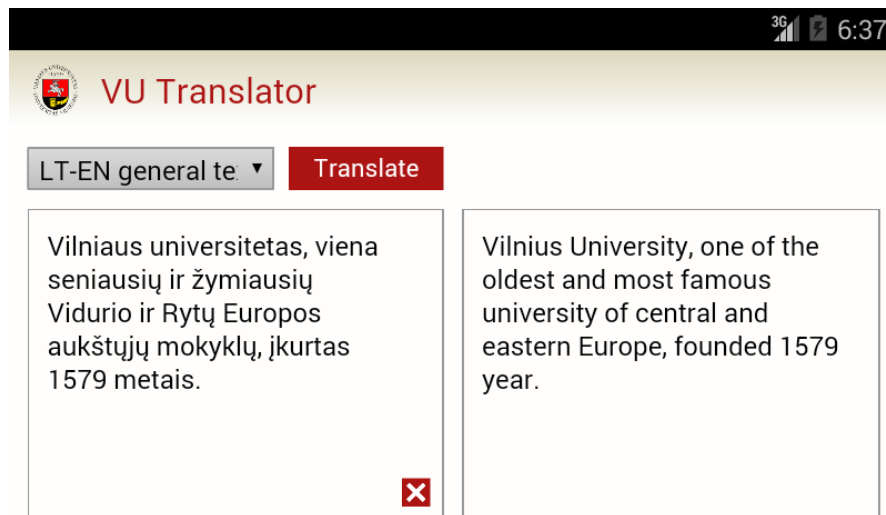 3G 6:37
VU Translator
LT-EN general te
Translate
Vilniaus universitetas, viena
seniausių ir žymiausių
Vidurio ir Rytų Europos
aukštųjų mokyklų, įkurtas
1579 metais.
Vilnius University, one of the
oldest and most famous
university of central and
eastern Europe, founded 1579
year.